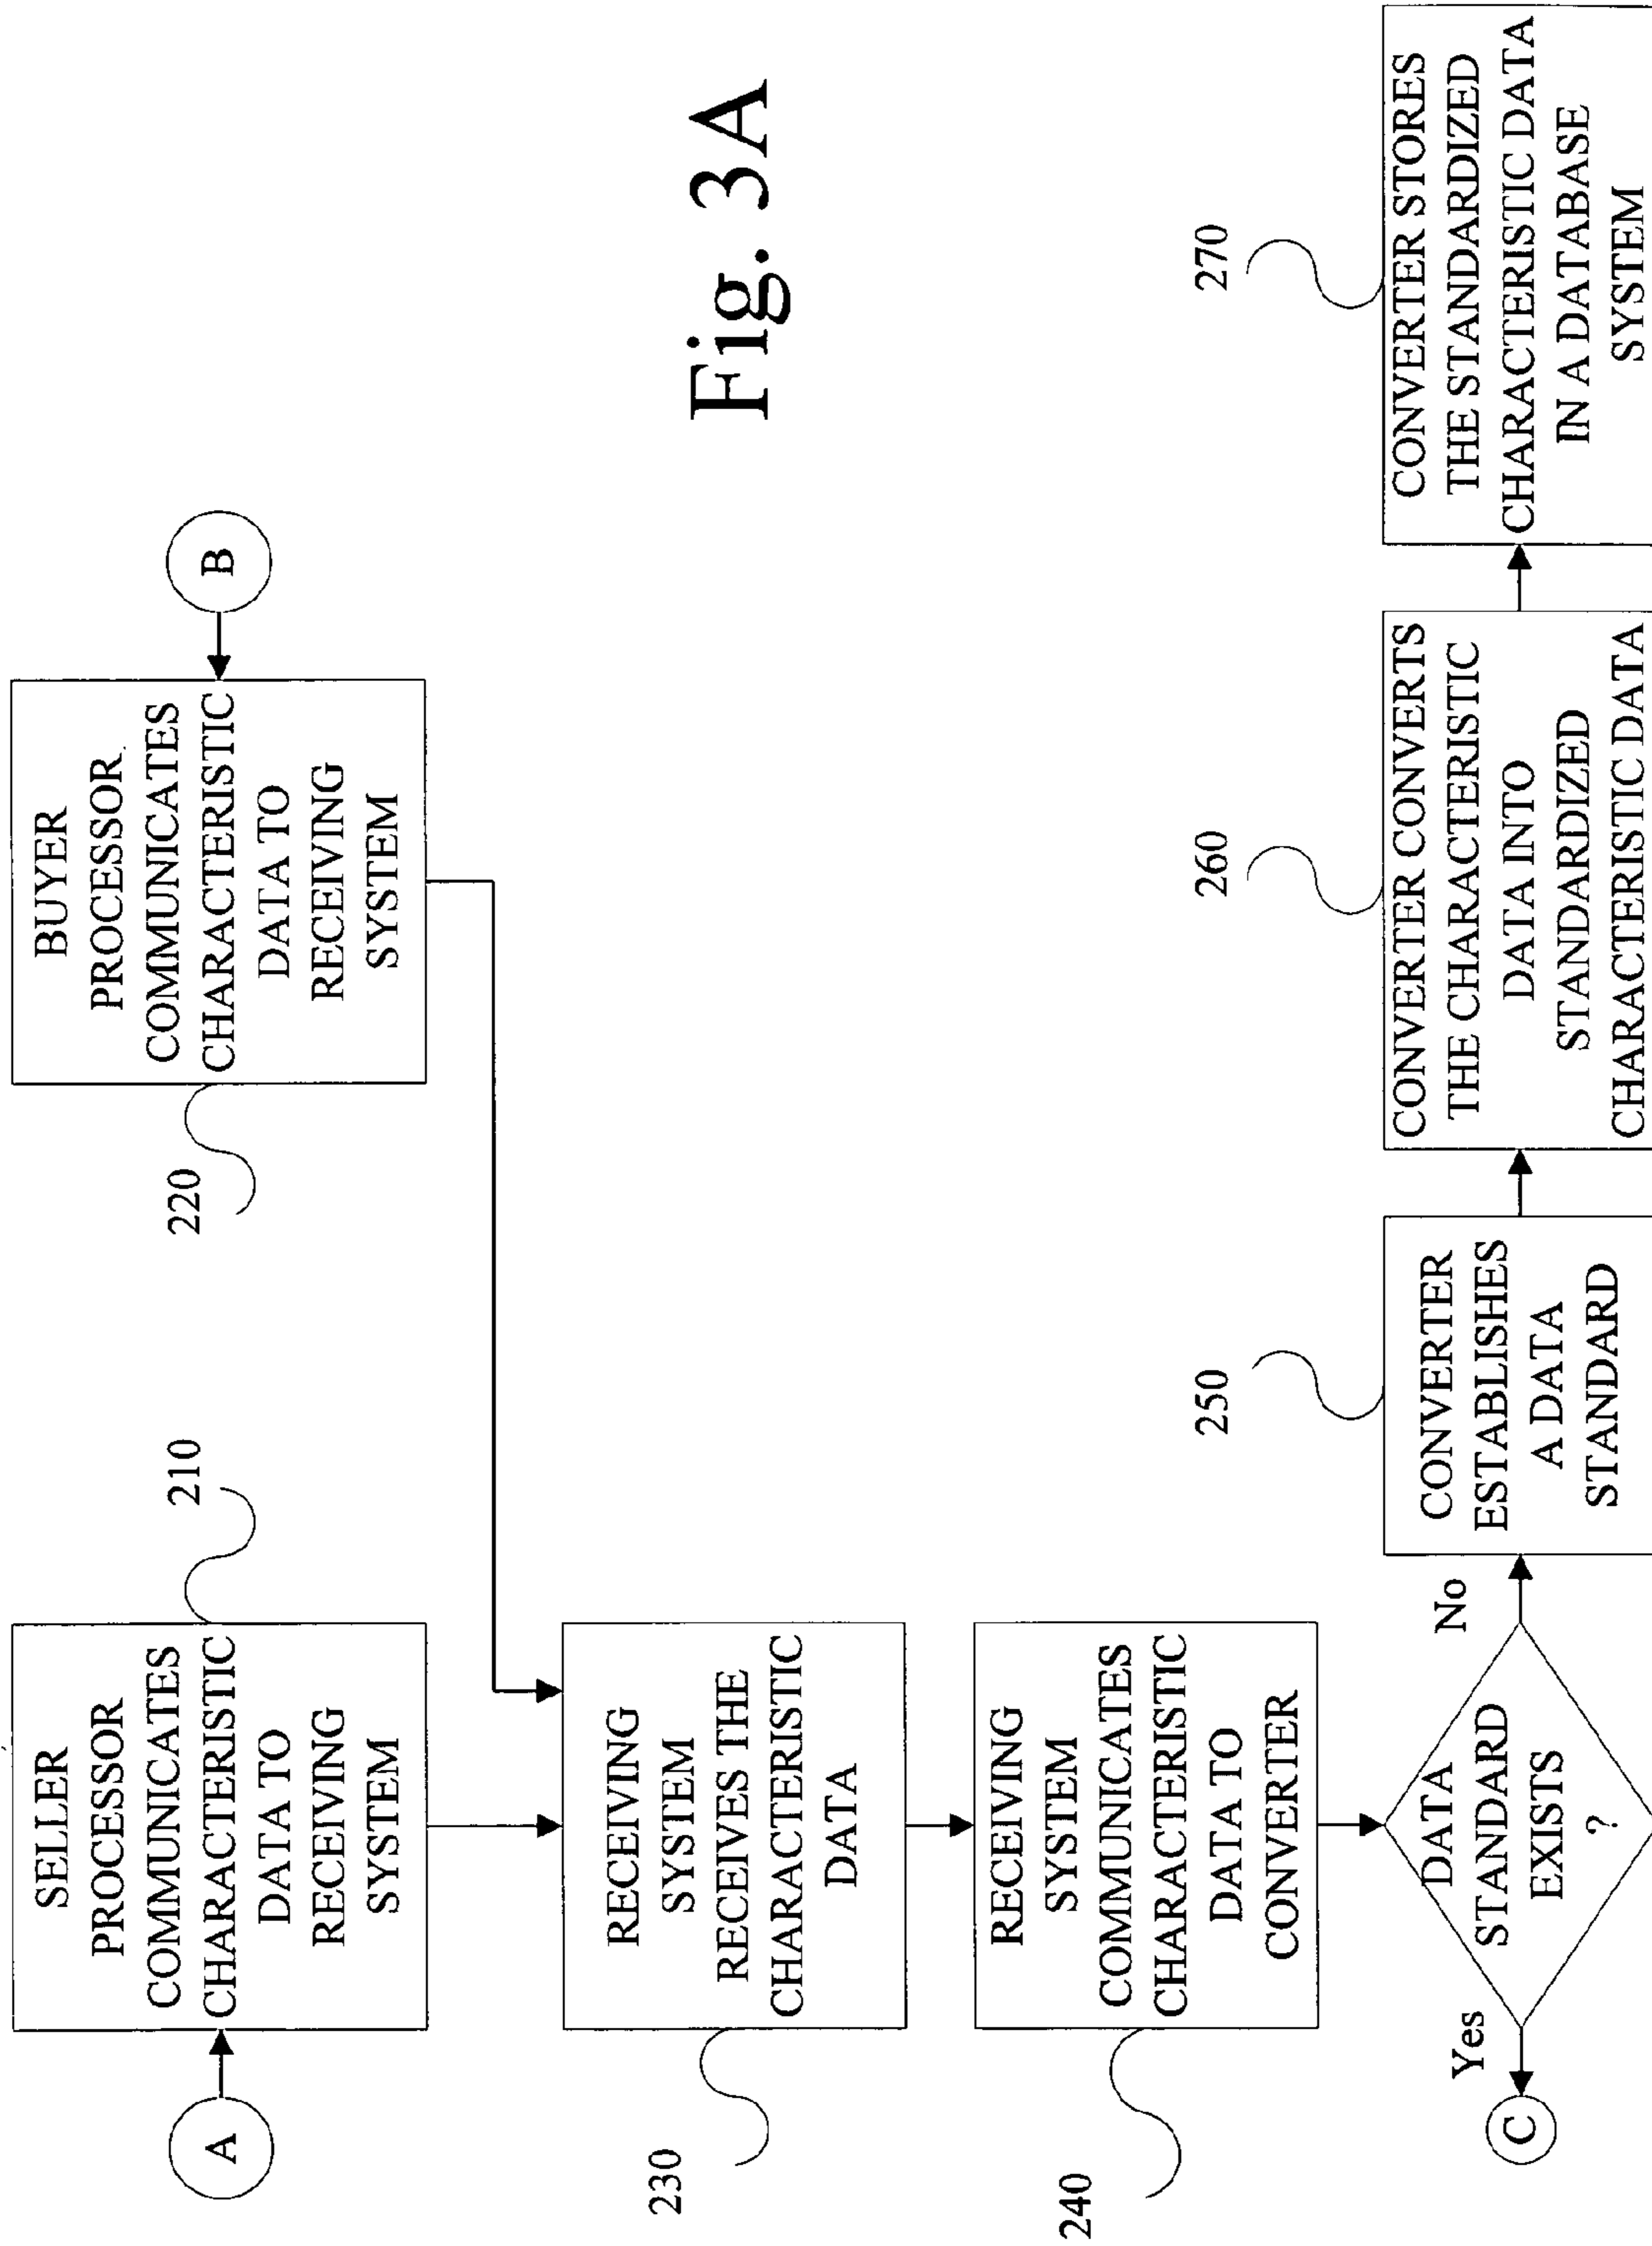 A
SELLER
PROCESSOR
COMMUNICATES
CHARACTERISTIC
DATA TO
RECEIVING
SYSTEM
210
B
BUYER
PROCESSOR
COMMUNICATES
CHARACTERISTIC
DATA TO
RECEIVING
SYSTEM
220
Fig. 3A
RECEIVING
SYSTEM
RECEIVES THE
CHARACTERISTIC
DATA
230
RECEIVING
SYSTEM
COMMUNICATES
CHARACTERISTIC
DATA TO
CONVERTER
240
DATA
STANDARD
EXISTS
?
Yes
C
No
CONVERTER
ESTABLISHES
A DATA
STANDARD
250
CONVERTER CONVERTS
THE CHARACTERISTIC
DATA INTO
STANDARDIZED
CHARACTERISTIC DATA
260
CONVERTER STORES
THE STANDARDIZED
CHARACTERISTIC DATA
IN A DATABASE
SYSTEM
270